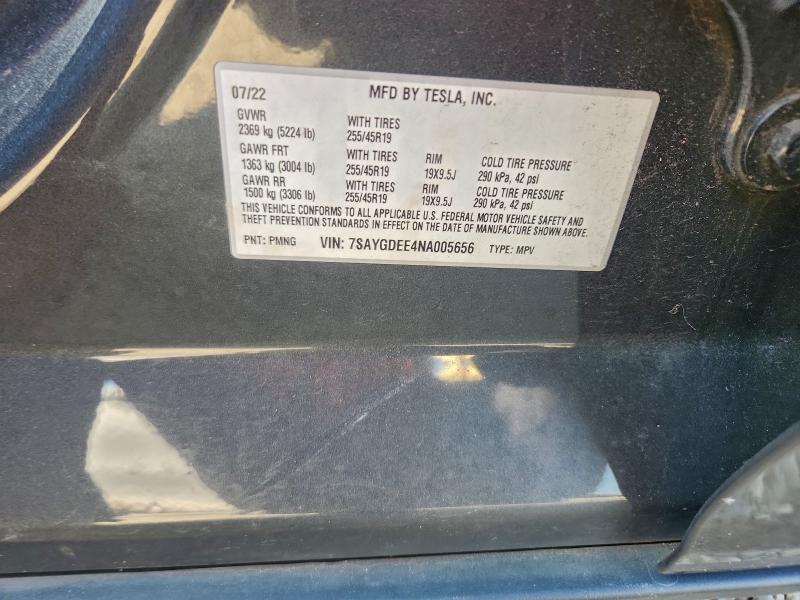 07/22 MFD BY TESLA, INC.
GVWR
2369 kg (5224 lb) WITH TIRES 255/45R19
GAWR FRT
1363 kg (3004 lb) WITH TIRES 255/45R19 RIM 19X9.5J COLD TIRE PRESSURE 290 kPa, 42 psi
GAWR RR
1500 kg (3306 lb) WITH TIRES 255/45R19 RIM 19X9.5J COLD TIRE PRESSURE 290 kPa, 42 psi
THIS VEHICLE CONFORMS TO ALL APPLICABLE U.S. FEDERAL MOTOR VEHICLE SAFETY AND
THEFT PREVENTION STANDARDS IN EFFECT ON THE DATE OF MANUFACTURE SHOWN ABOVE.
PNT: PMNG VIN: 7SAYGDEE4NA005656 TYPE: MPV